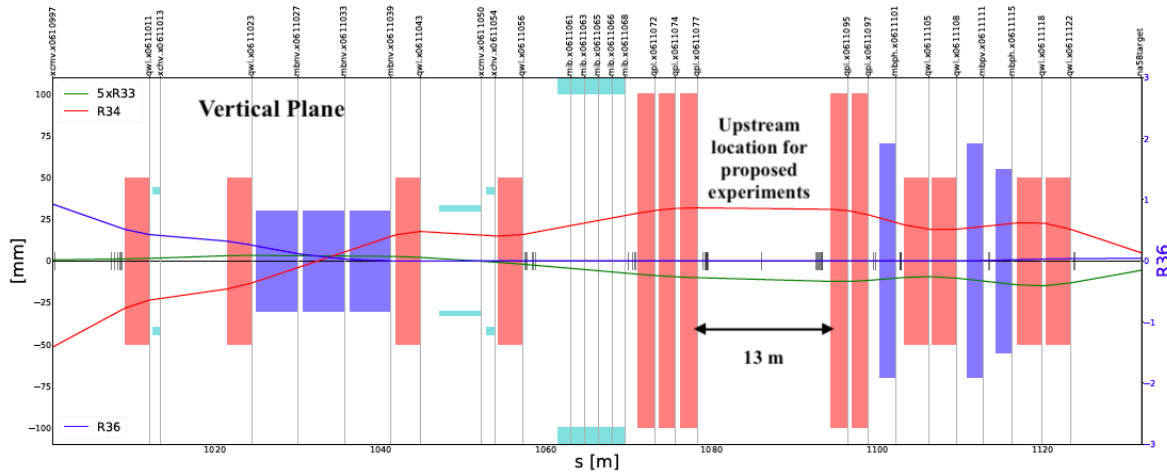 xcmv.x0610997
qwl.x0611011
xchv.x0611013
qwl.x0611023
mbnv.x0611027
mbnv.x0611033
mbnv.x0611039
qwl.x0611043
xcmv.x0611050
xchv.x0611054
qwl.x0611056
mib.x0611061
mib.x0611063
mib.x0611065
mib.x0611066
mib.x0611068
qpl.x0611072
qpl.x0611074
qpl.x0611077
qpl.x0611095
qpl.x0611097
mbph.x0611101
qwl.x0611105
qwl.x0611108
mbpv.x0611111
mbph.x0611115
qwl.x0611118
qwl.x0611122
na58target
5xR33
R34
Vertical Plane
Upstream
location for
proposed
experiments
13 m
R36
100
75
50
25
0
−25
−50
−75
−100
[mm]
3
2
1
0
−1
−2
−3
R36
1020
1040
1060
1080
1100
1120
s [m]